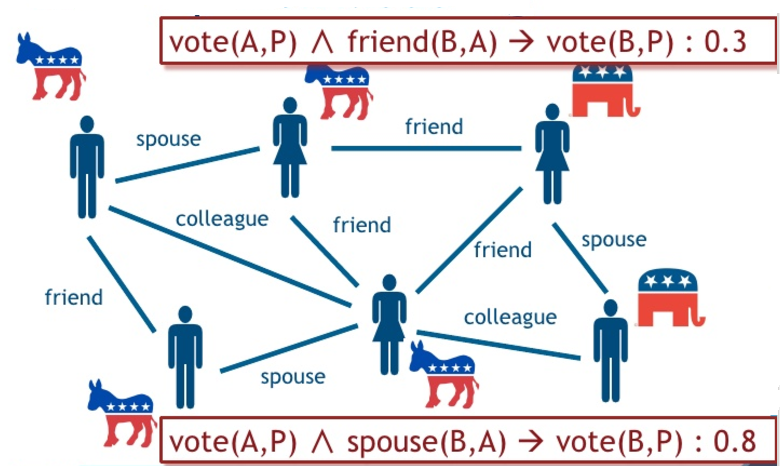 vote(A,P) ∧ friend(B,A) → vote(B,P) : 0.3
spouse
friend
colleague
friend
friend
spouse
friend
colleague
spouse
vote(A,P) ∧ spouse(B,A) → vote(B,P) : 0.8